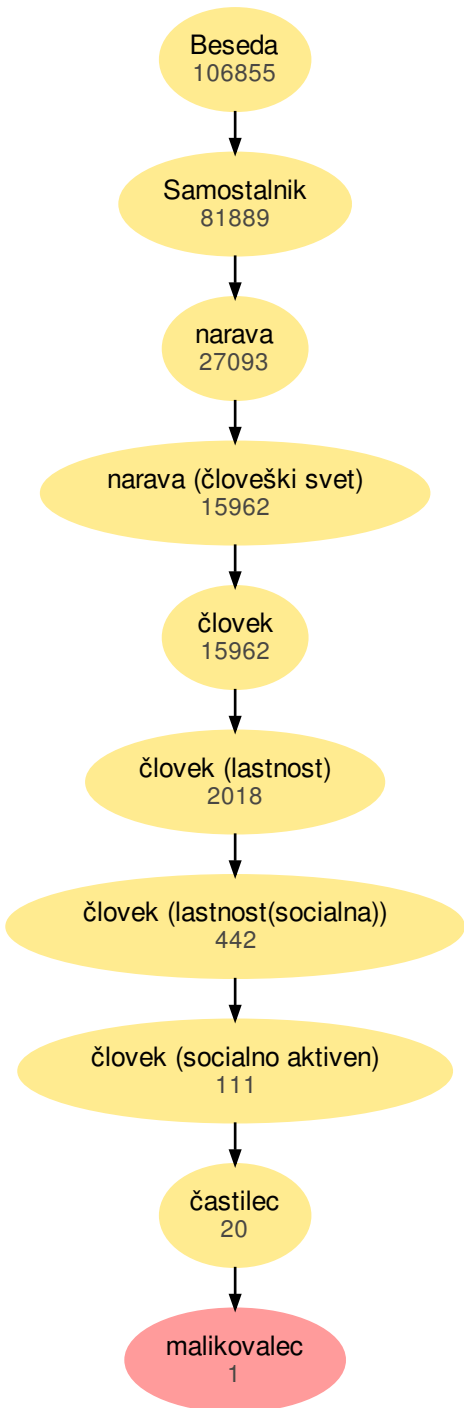 Beseda
106855
Samostalnik
81889
narava
27093
narava (človeški svet)
15962
človek
15962
človek (lastnost)
2018
človek (lastnost(socialna))
442
človek (socialno aktiven)
111
častilec
20
malikovalec
1